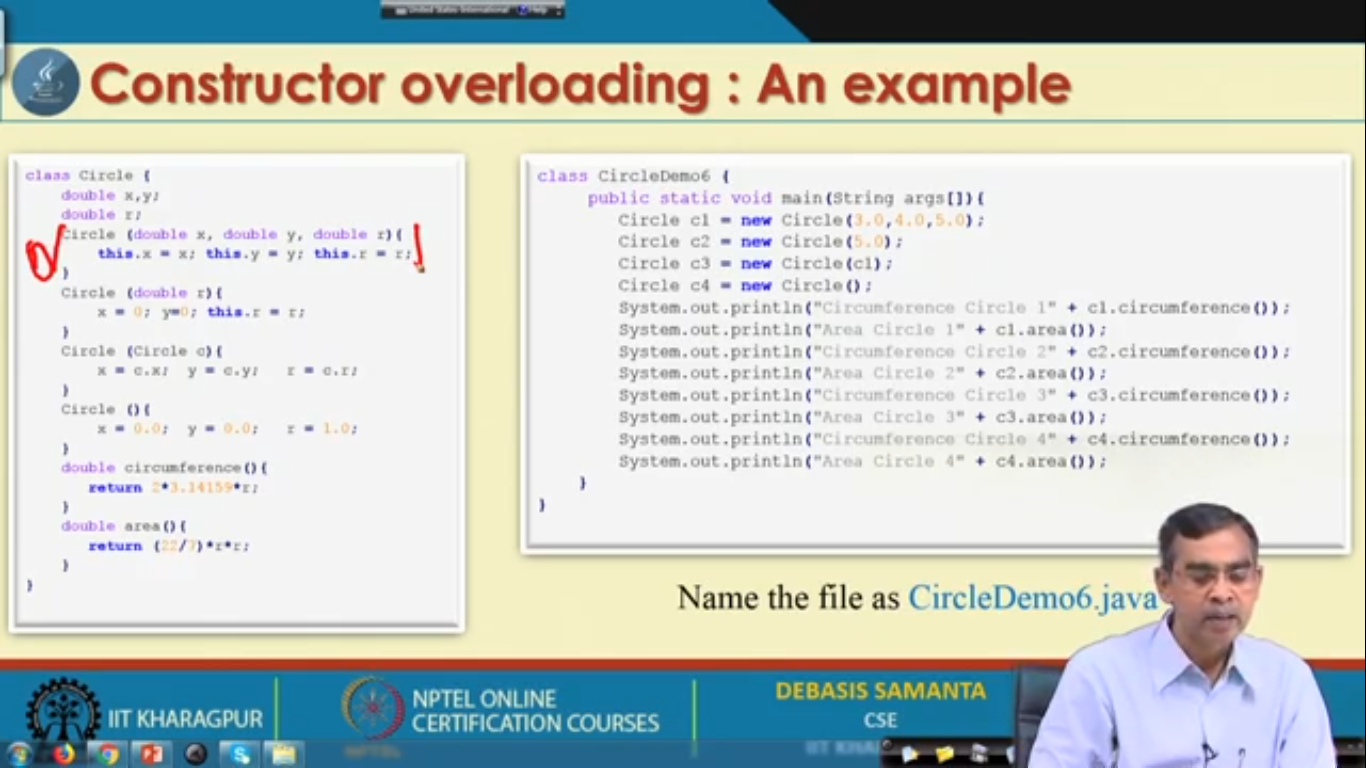 United States-International Help
Constructor overloading : An example
class Circle {
double x,y;
double r;
Circle (double x, double y, double r){
this.x = x; this.y = y; this.r = r;
}
Circle (double r){
x = 0; y=0; this.r = r;
}
Circle (Circle c){
x = c.x; y = c.y; r = c.r;
}
Circle (){
x = 0.0; y = 0.0; r = 1.0;
}
double circumference(){
return 2*3.14159*r;
}
double area(){
return (22/7)*r*r;
}
}
class CircleDemo6 {
public static void main(String args[]){
Circle c1 = new Circle(3.0,4.0,5.0);
Circle c2 = new Circle(5.0);
Circle c3 = new Circle(c1);
Circle c4 = new Circle();
System.out.println("Circumference Circle 1" + c1.circumference());
System.out.println("Area Circle 1" + c1.area());
System.out.println("Circumference Circle 2" + c2.circumference());
System.out.println("Area Circle 2" + c2.area());
System.out.println("Circumference Circle 3" + c3.circumference());
System.out.println("Area Circle 3" + c3.area());
System.out.println("Circumference Circle 4" + c4.circumference());
System.out.println("Area Circle 4" + c4.area());
}
}
Name the file as CircleDemo6.java
IIT KHARAGPUR
NPTEL ONLINE
CERTIFICATION COURSES
DEBASIS SAMANTA
CSE